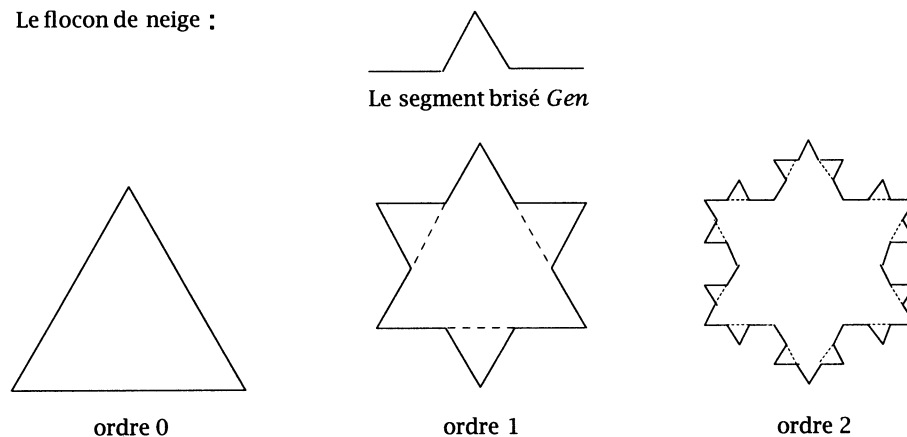 Le flocon de neige :
Le segment brisé Gen
ordre 0
ordre 1
ordre 2